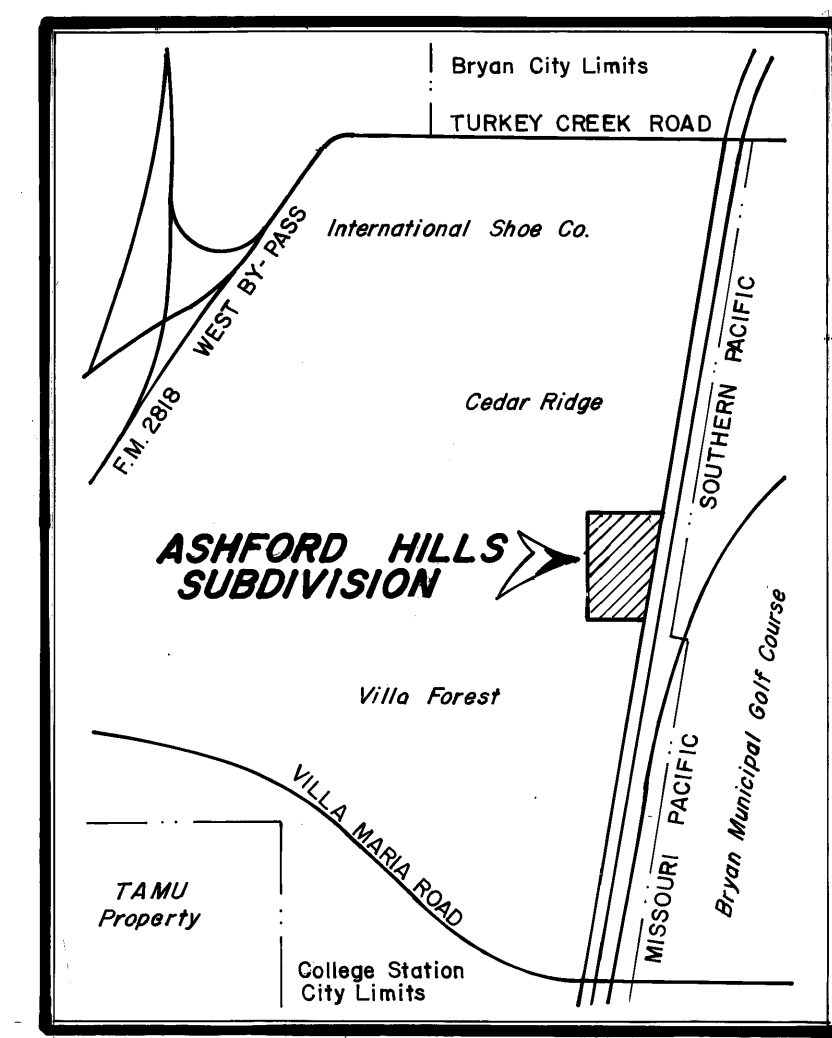 Bryan City Limits
TURKEY CREEK ROAD
International Shoe Co.
F.M. 2818 WEST BY-PASS
Cedar Ridge
SOUTHERN PACIFIC
ASHFORD HILLS
SUBDIVISION
Villa Forest
VILLA MARIA ROAD
MISSOURI PACIFIC
Bryan Municipal Golf Course
TAMU
Property
College Station
City Limits